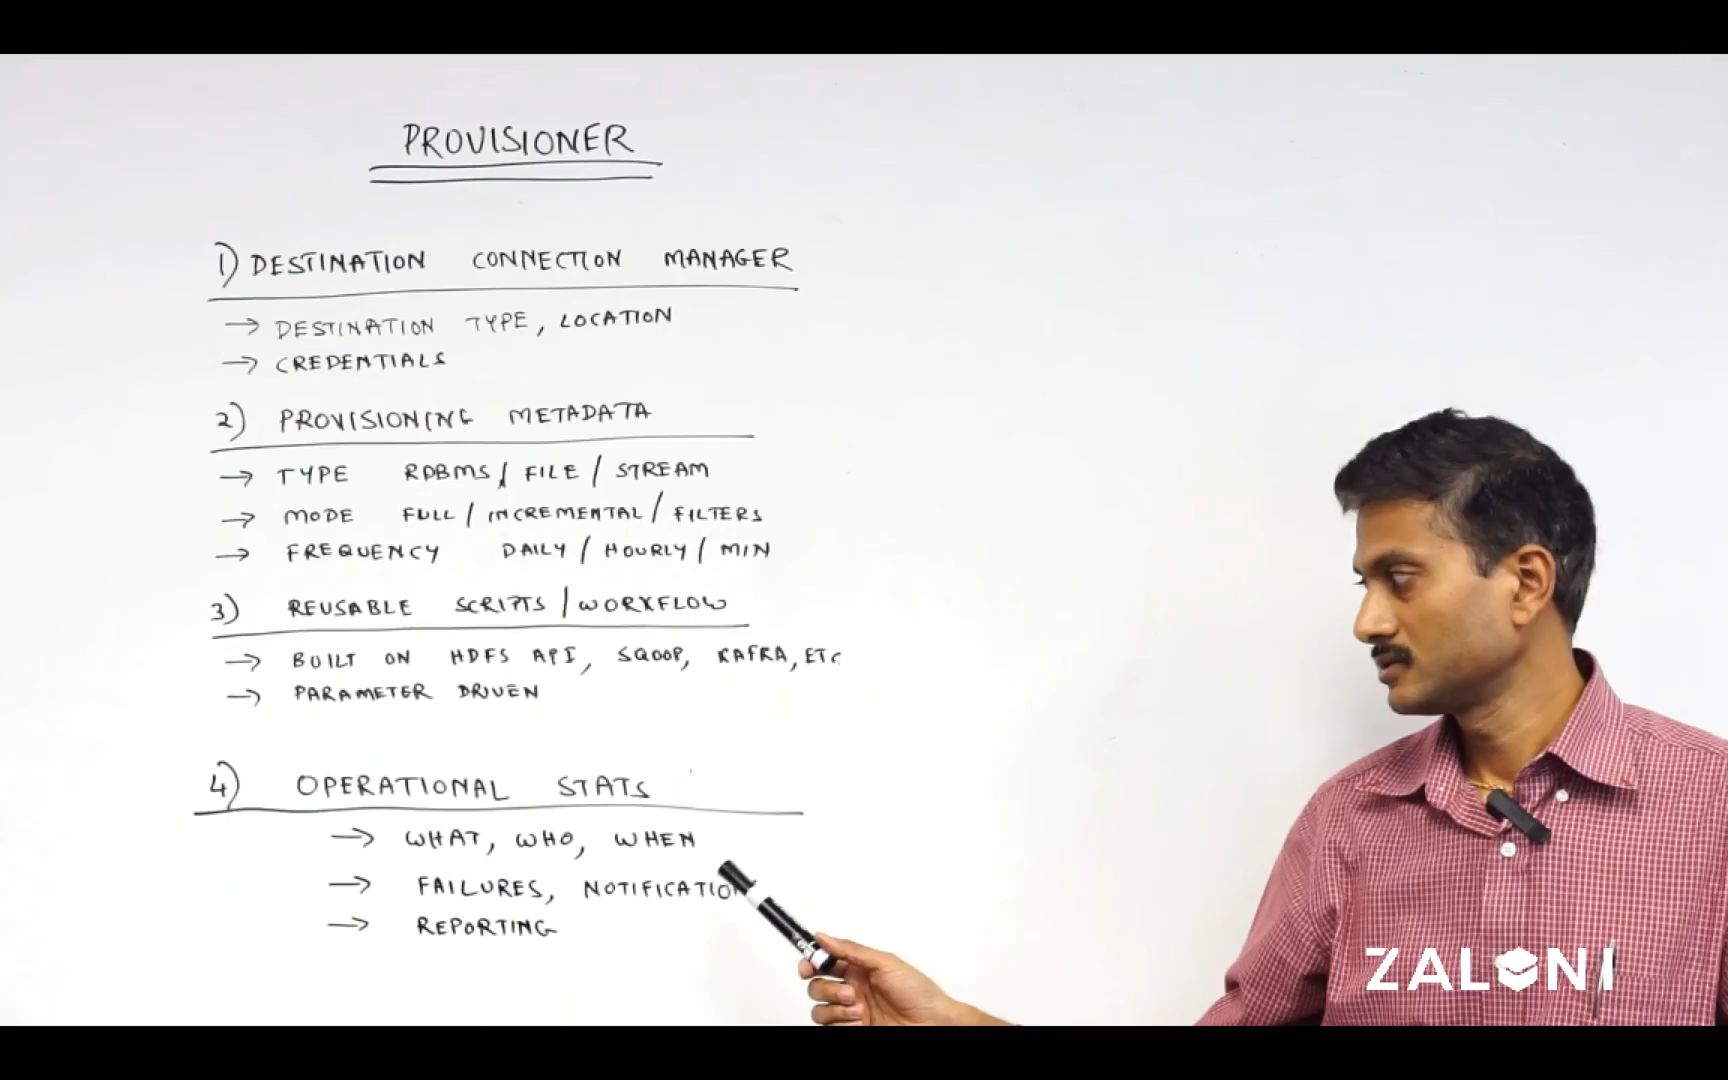 PROVISIONER
1) DESTINATION CONNECTION MANAGER
→ DESTINATION TYPE, LOCATION
→ CREDENTIALS
2) PROVISIONING METADATA
→ TYPE RDBMS / FILE / STREAM
→ MODE FULL / INCREMENTAL / FILTERS
→ FREQUENCY DAILY / HOURLY / MIN
3) REUSABLE SCRIPTS / WORKFLOW
→ BUILT ON HDFS API, SQOOP, KAFKA, ETC
→ PARAMETER DRIVEN
4) OPERATIONAL STATS
→ WHAT, WHO, WHEN
→ FAILURES, NOTIFICATION
→ REPORTING
ZALONI